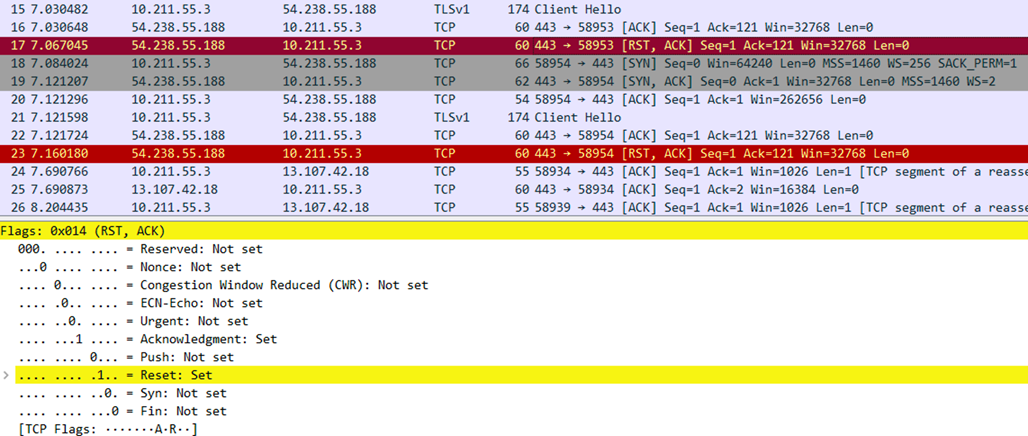 15 7.030482 10.211.55.3 54.238.55.188 TLSv1 174 Client Hello
16 7.030648 54.238.55.188 10.211.55.3 TCP 60 443 → 58953 [ACK] Seq=1 Ack=121 Win=32768 Len=0
17 7.067045 54.238.55.188 10.211.55.3 TCP 60 443 → 58953 [RST, ACK] Seq=1 Ack=121 Win=32768 Len=0
18 7.084024 10.211.55.3 54.238.55.188 TCP 66 58954 → 443 [SYN] Seq=0 Win=64240 Len=0 MSS=1460 WS=256 SACK_PERM=1
19 7.121207 54.238.55.188 10.211.55.3 TCP 62 443 → 58954 [SYN, ACK] Seq=0 Ack=1 Win=32768 Len=0 MSS=1460 WS=2
20 7.121296 10.211.55.3 54.238.55.188 TCP 54 58954 → 443 [ACK] Seq=1 Ack=1 Win=262656 Len=0
21 7.121598 10.211.55.3 54.238.55.188 TLSv1 174 Client Hello
22 7.121724 54.238.55.188 10.211.55.3 TCP 60 443 → 58954 [ACK] Seq=1 Ack=121 Win=32768 Len=0
23 7.160180 54.238.55.188 10.211.55.3 TCP 60 443 → 58954 [RST, ACK] Seq=1 Ack=121 Win=32768 Len=0
24 7.690766 10.211.55.3 13.107.42.18 TCP 55 58934 → 443 [ACK] Seq=1 Ack=1 Win=1026 Len=1 [TCP segment of a reasse
25 7.690873 13.107.42.18 10.211.55.3 TCP 60 443 → 58934 [ACK] Seq=1 Ack=2 Win=16384 Len=0
26 8.204435 10.211.55.3 13.107.42.18 TCP 55 58939 → 443 [ACK] Seq=1 Ack=1 Win=1026 Len=1 [TCP segment of a reasse
Flags: 0x014 (RST, ACK)
000. .... .... = Reserved: Not set
...0 .... .... = Nonce: Not set
.... 0... .... = Congestion Window Reduced (CWR): Not set
.... .0.. .... = ECN-Echo: Not set
.... ..0. .... = Urgent: Not set
.... ...1 .... = Acknowledgment: Set
.... .... 0... = Push: Not set
.... .... .1.. = Reset: Set
.... .... ..0. = Syn: Not set
.... .... ...0 = Fin: Not set
[TCP Flags: ·······A·R··]